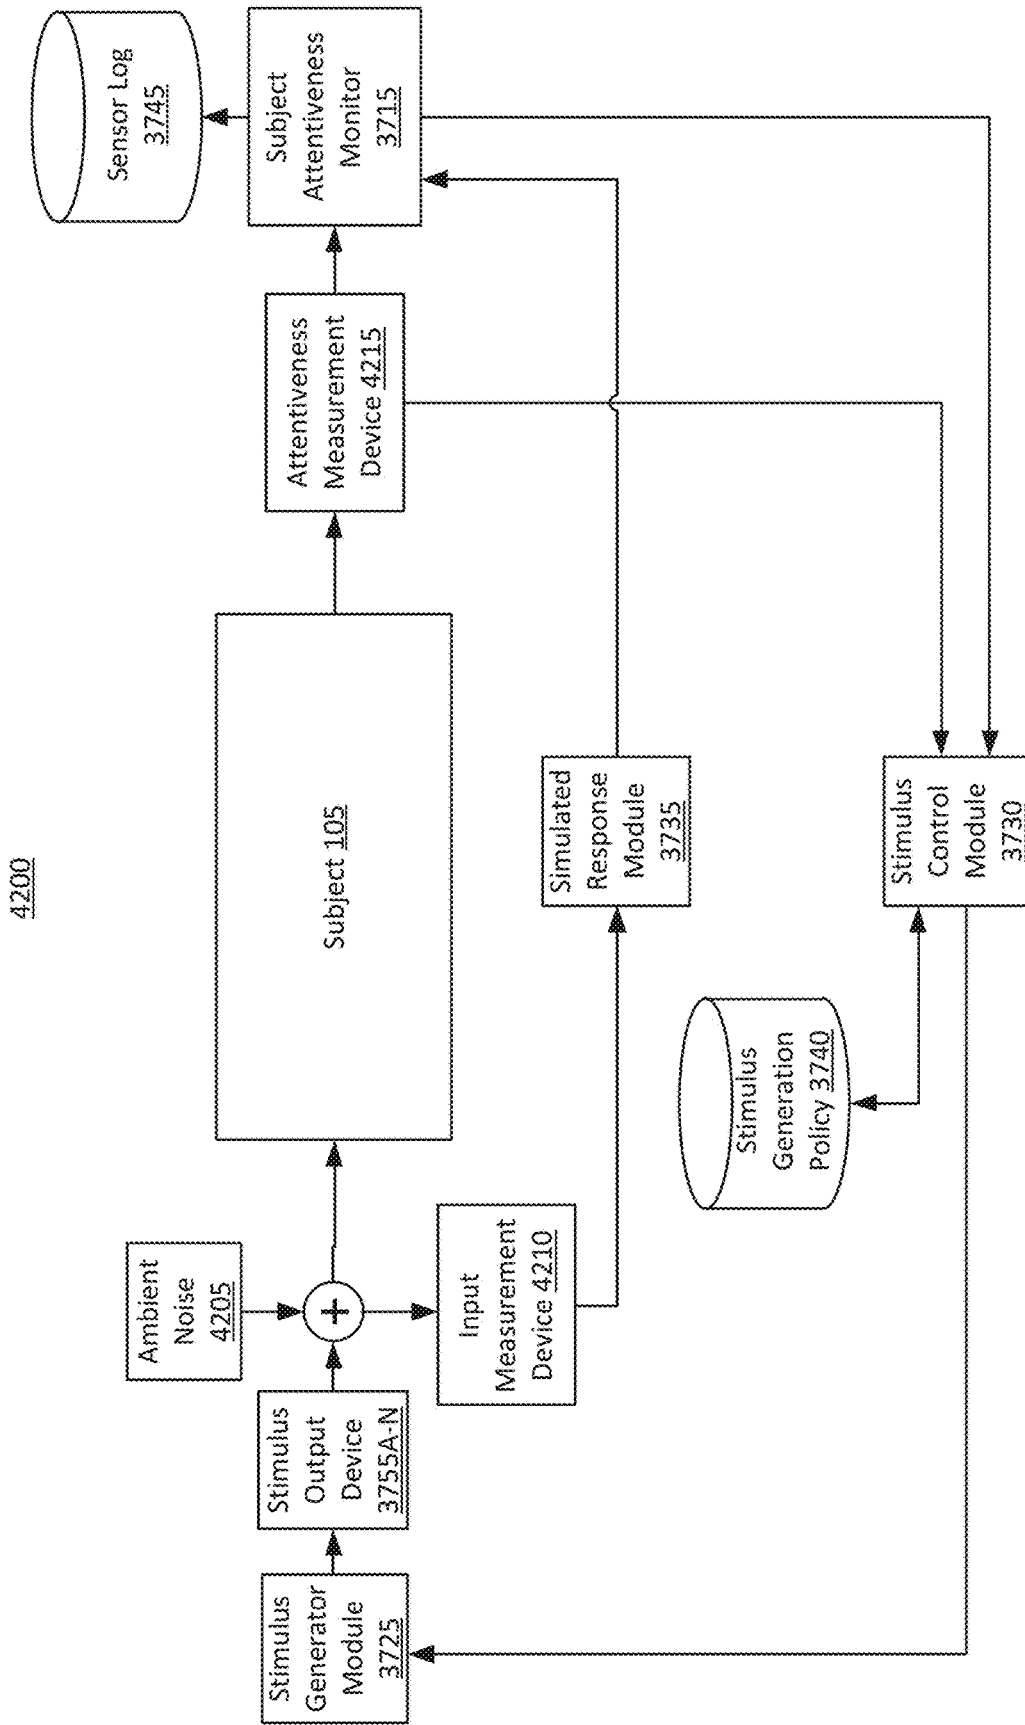 4200
Ambient
Noise
4205
Stimulus
Generator
Module
3725
Stimulus
Output
Device
3755A-N
+
Subject 105
Attentiveness
Measurement
Device 4215
Subject
Attentiveness
Monitor
3715
Sensor Log
3745
Input
Measurement
Device 4210
Simulated
Response
Module
3735
Stimulus
Generation
Policy 3740
Stimulus
Control
Module
3730